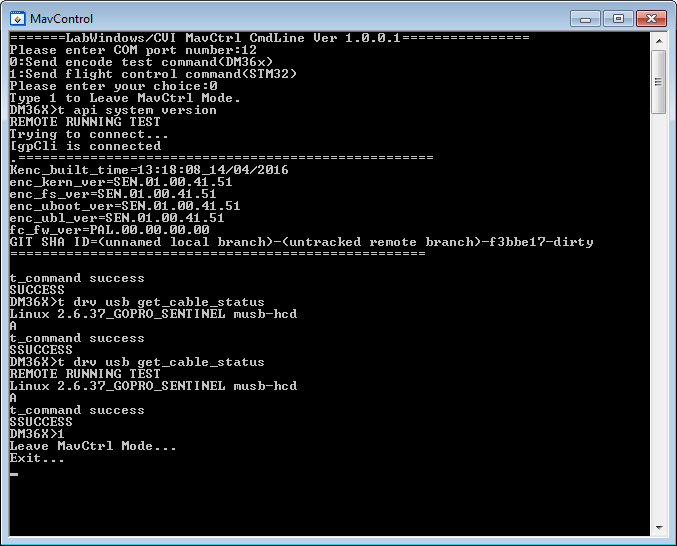 MavControl
=======LabWindows/CVI MavCtrl CmdLine Ver 1.0.0.1================
Please enter COM port number:12
0:Send encode test command(DM36x)
1:Send flight control command(STM32)
Please enter your choice:0
Type 1 to Leave MavCtrl Mode.
DM36X>t api system version
REMOTE RUNNING TEST
Trying to connect...
[gpCli is connected
.====================================================
Kenc_built_time=13:18:08_14/04/2016
enc_kern_ver=SEN.01.00.41.51
enc_fs_ver=SEN.01.00.41.51
enc_uboot_ver=SEN.01.00.41.51
enc_ubl_ver=SEN.01.00.41.51
fc_fw_ver=PAL.00.00.00.00
GIT SHA ID=(unnamed local branch)-(untracked remote branch)-f3bbe17-dirty
====================================================
t_command success
SUCCESS
DM36X>t drv usb get_cable_status
Linux 2.6.37_GOPRO_SENTINEL musb-hcd
A
t_command success
SSUCCESS
DM36X>t drv usb get_cable_status
REMOTE RUNNING TEST
Linux 2.6.37_GOPRO_SENTINEL musb-hcd
A
t_command success
SSUCCESS
DM36X>1
Leave MavCtrl Mode...
Exit...